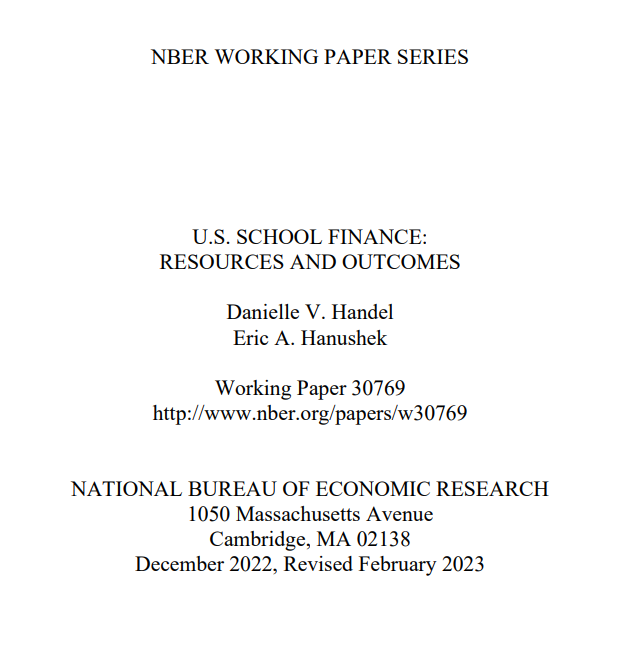 NBER WORKING PAPER SERIES
U.S. SCHOOL FINANCE:
RESOURCES AND OUTCOMES
Danielle V. Handel
Eric A. Hanushek
Working Paper 30769
http://www.nber.org/papers/w30769
NATIONAL BUREAU OF ECONOMIC RESEARCH
1050 Massachusetts Avenue
Cambridge, MA 02138
December 2022, Revised February 2023